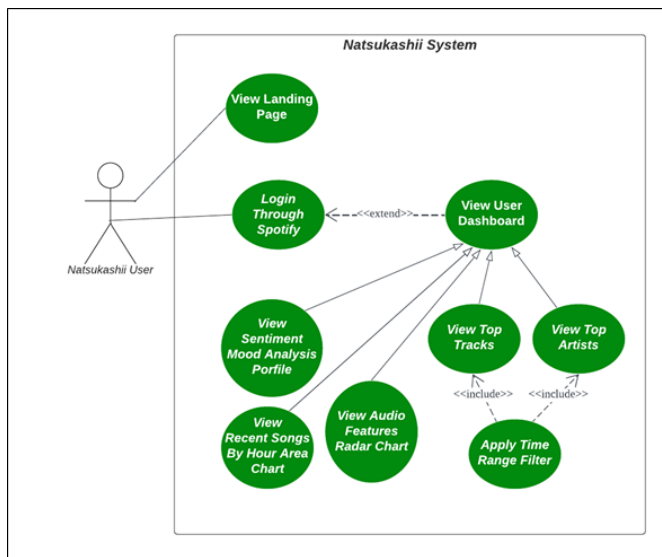 Natsukashii System
View Landing
Page
Login
Through
Spotify
<<extend>>
View User
Dashboard
Natsukashii User
View
Sentiment
Mood Analysis
Porfile
View Top
Tracks
View Top
Artists
<<include>>
<<include>>
View
Recent Songs
By Hour Area
Chart
View Audio
Features
Radar Chart
Apply Time
Range Filter